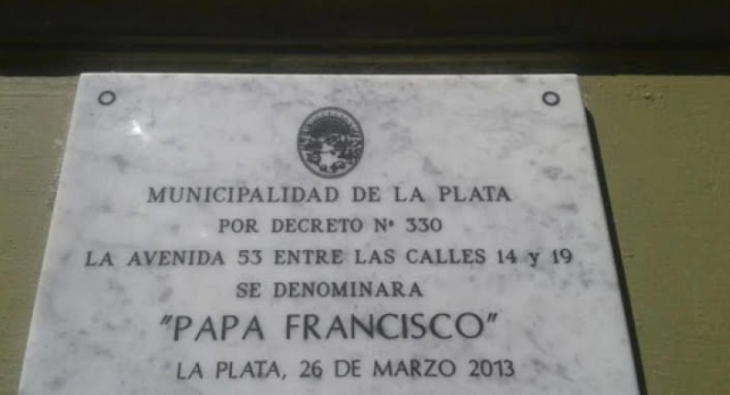 MUNICIPALIDAD DE LA PLATA
POR DECRETO Nº 330
LA AVENIDA 53 ENTRE LAS CALLES 14 y 19
SE DENOMINARA
"PAPA FRANCISCO"
LA PLATA, 26 DE MARZO 2013